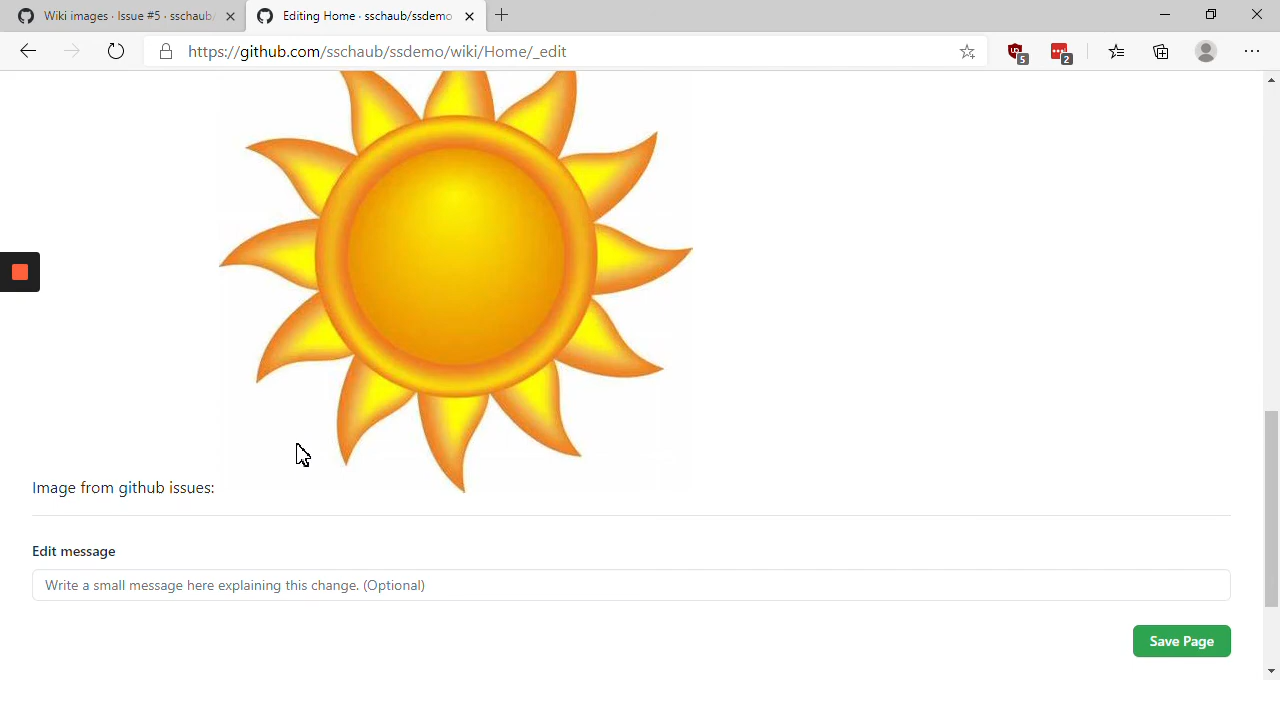 Wiki images · Issue #5 · sschaub/
Editing Home · sschaub/ssdemo
https://github.com/sschaub/ssdemo/wiki/Home/_edit
5
2
Image from github issues:
Edit message
Write a small message here explaining this change. (Optional)
Save Page